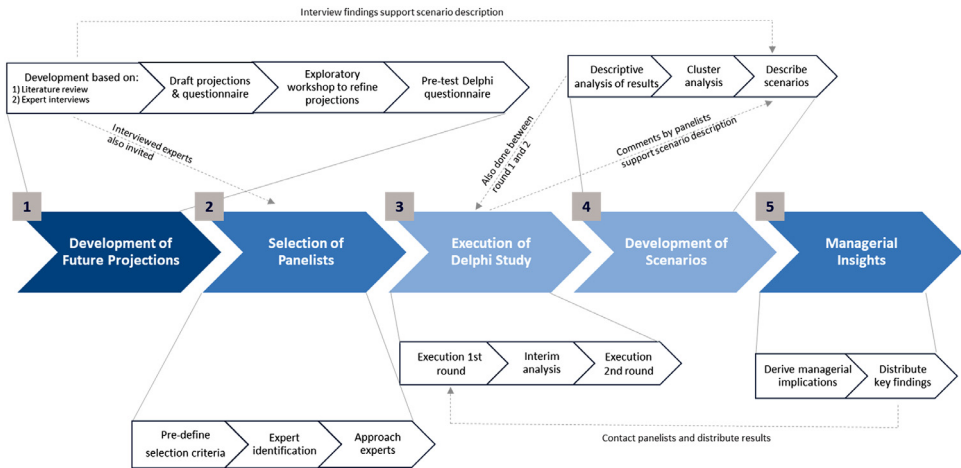 Interview findings support scenario description
Development based on:
1) Literature review
2) Expert interviews
Draft projections
& questionnaire
Exploratory
workshop to refine
projections
Pre-test Delphi
questionnaire
Descriptive
analysis of results
Cluster
analysis
Describe
scenarios
Interviewed experts
also invited
Also done between
round 1 and 2
Comments by panelists
support scenario description
1
Development of
Future Projections
2
Selection of
Panelists
3
Execution of
Delphi Study
4
Development of
Scenarios
5
Managerial
Insights
Execution 1st
round
Interim
analysis
Execution
2nd round
Derive managerial
implications
Distribute
key findings
Pre-define
selection criteria
Expert
identification
Approach
experts
Contact panelists and distribute results